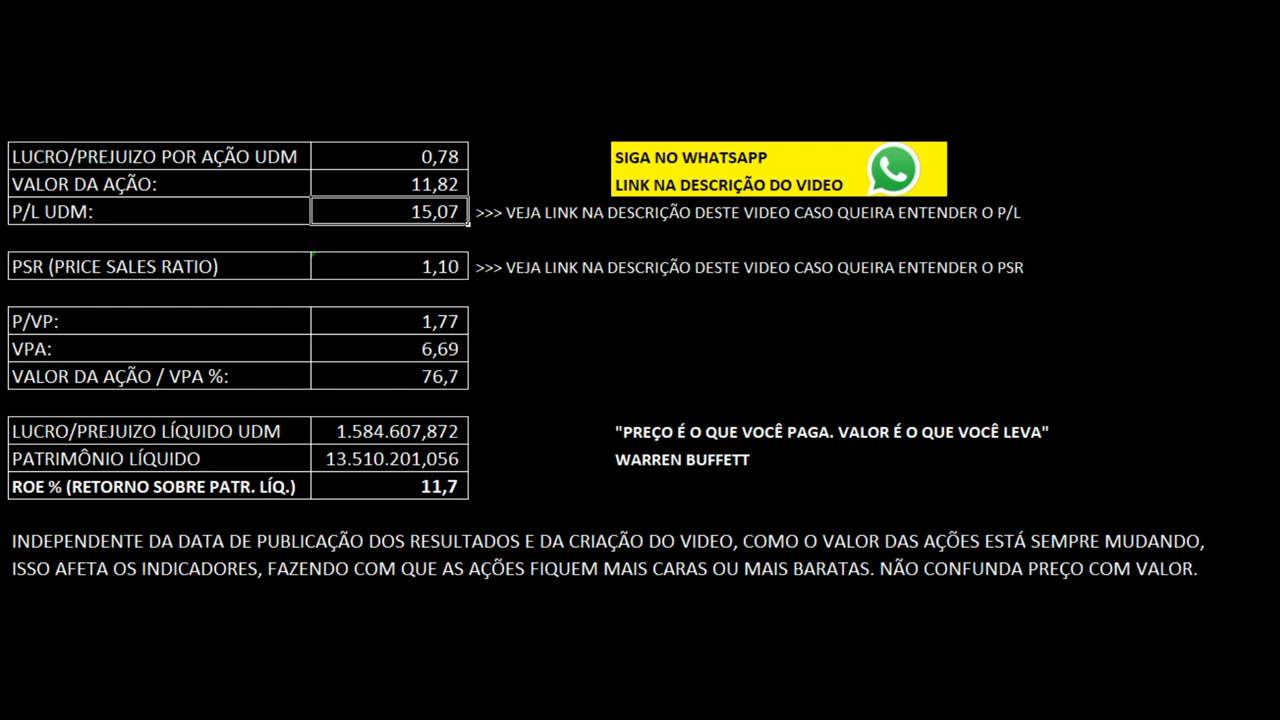 LUCRO/PREJUIZO POR AÇÃO UDM 0,78
SIGA NO WHATSAPP
VALOR DA AÇÃO: 11,82
LINK NA DESCRIÇÃO DO VIDEO
P/L UDM: 15,07 >>> VEJA LINK NA DESCRIÇÃO DESTE VIDEO CASO QUEIRA ENTENDER O P/L
PSR (PRICE SALES RATIO) 1,10 >>> VEJA LINK NA DESCRIÇÃO DESTE VIDEO CASO QUEIRA ENTENDER O PSR
P/VP: 1,77
VPA: 6,69
VALOR DA AÇÃO / VPA %: 76,7
LUCRO/PREJUIZO LÍQUIDO UDM 1.584.607,872
"PREÇO É O QUE VOCÊ PAGA. VALOR É O QUE VOCÊ LEVA"
PATRIMÔNIO LÍQUIDO 13.510.201,056
WARREN BUFFETT
ROE % (RETORNO SOBRE PATR. LÍQ.) 11,7
INDEPENDENTE DA DATA DE PUBLICAÇÃO DOS RESULTADOS E DA CRIAÇÃO DO VIDEO, COMO O VALOR DAS AÇÕES ESTÁ SEMPRE MUDANDO,
ISSO AFETA OS INDICADORES, FAZENDO COM QUE AS AÇÕES FIQUEM MAIS CARAS OU MAIS BARATAS. NÃO CONFUNDA PREÇO COM VALOR.